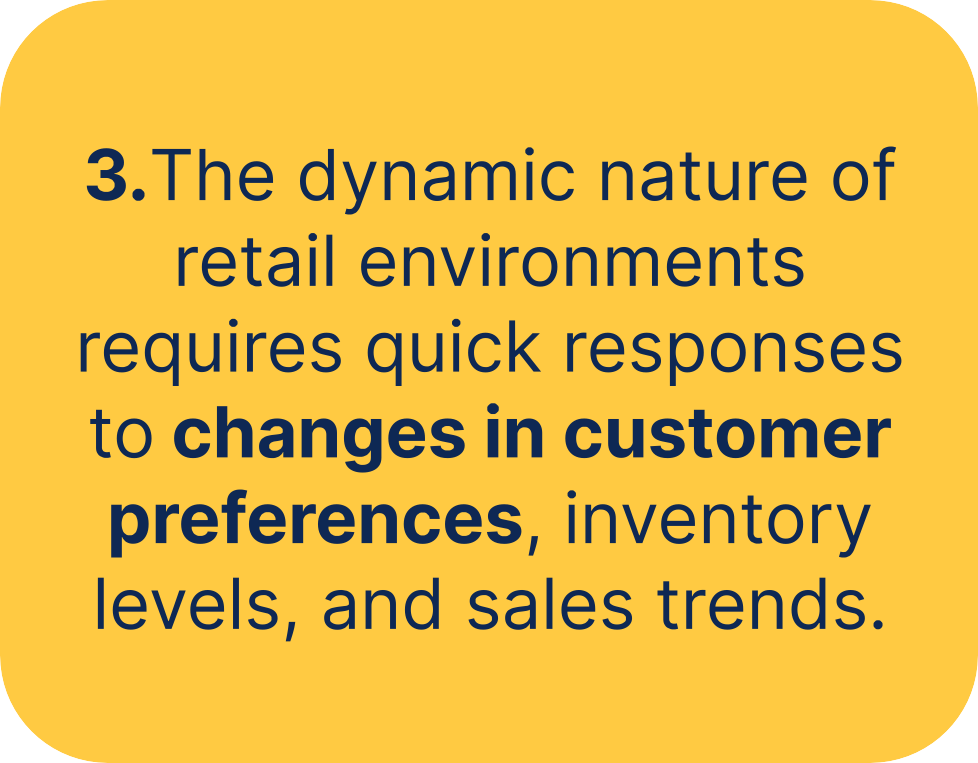 3.The dynamic nature of
retail environments
requires quick responses
to changes in customer
preferences, inventory
levels, and sales trends.